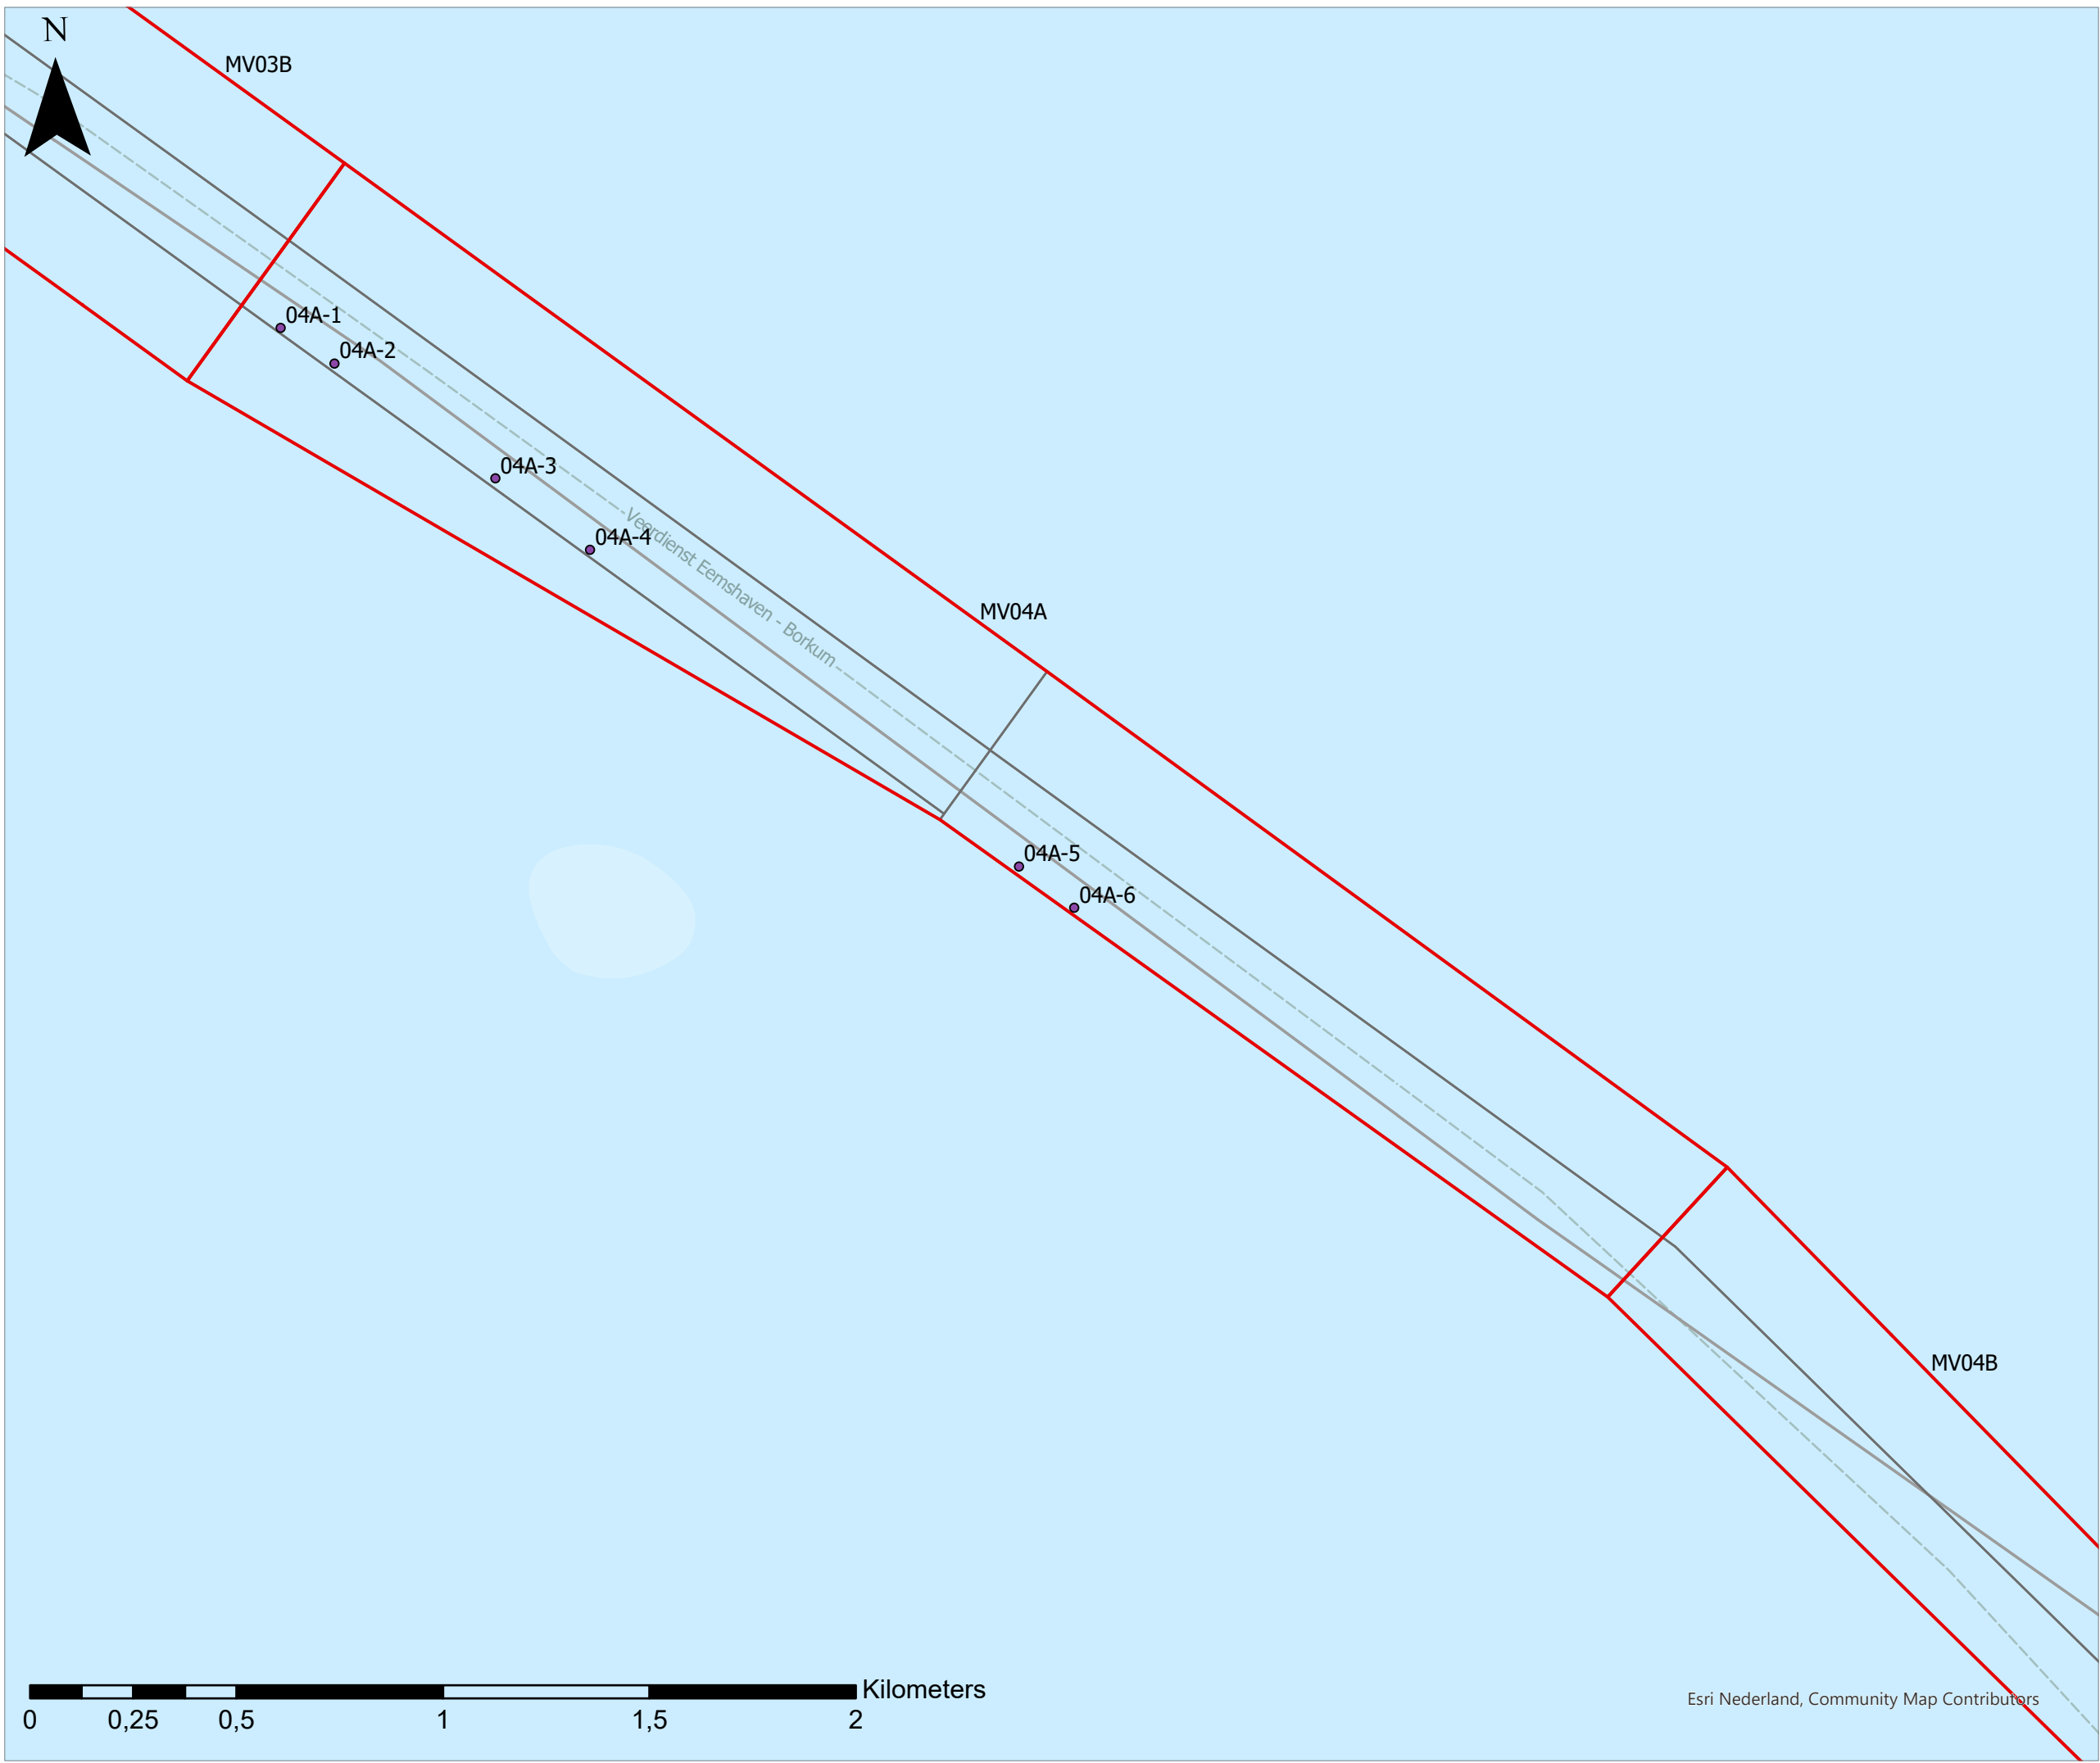 N
MV03B
04A-1
04A-2
04A-3
04A-4
Veerdienst Eemshaven - Borkum
MV04A
04A-5
04A-6
MV04B
Kilometers
0 0,25 0,5 1 1,5 2
Esri Nederland, Community Map Contributors